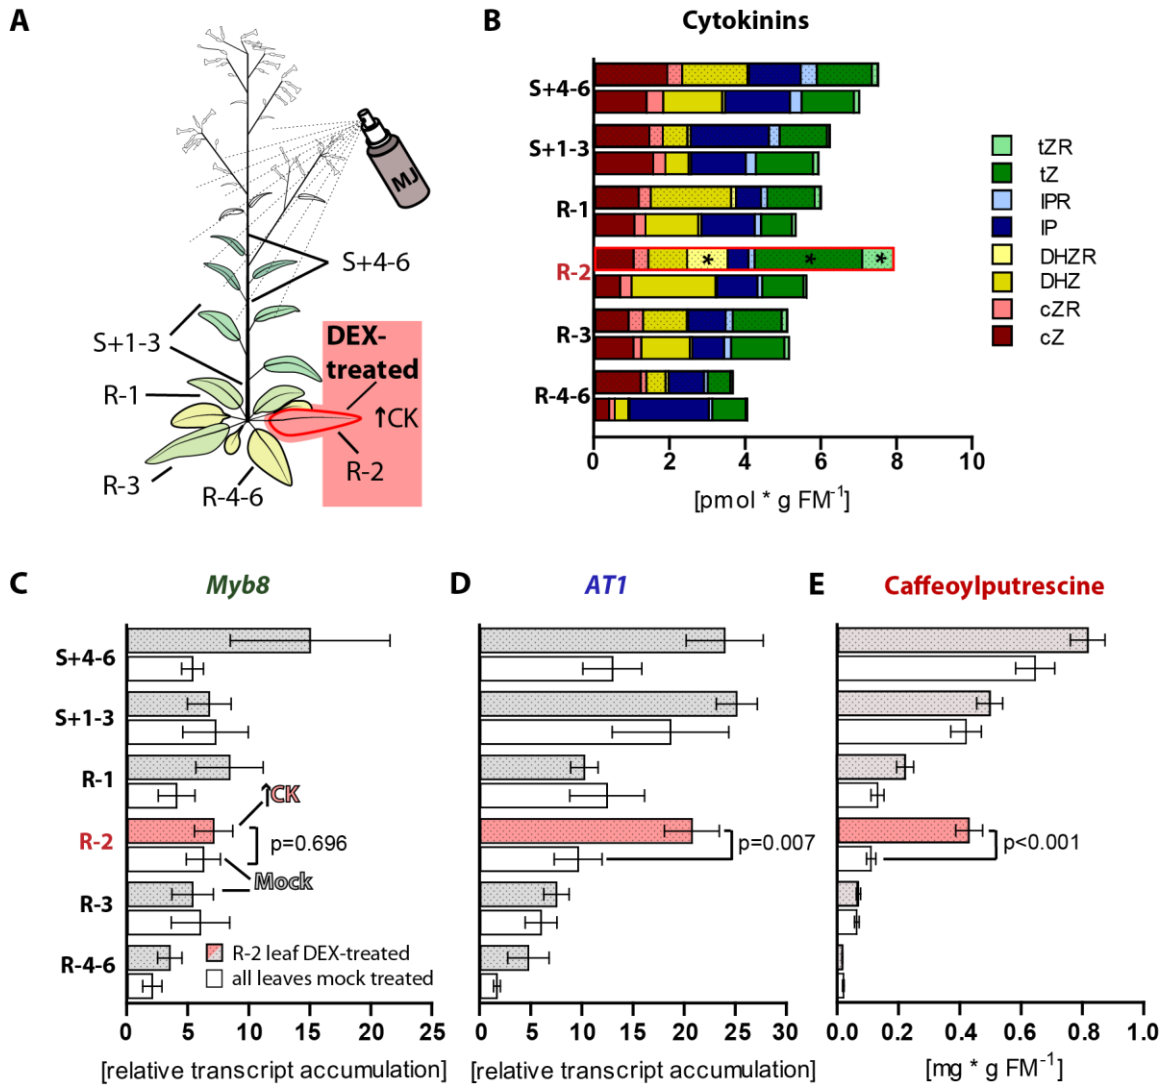 A
MJ
S+4-6
S+1-3
R-1
R-3
R-4-6
DEX-
treated
↑CK
R-2
B
Cytokinins
S+4-6
S+1-3
R-1
R-2
* * *
R-3
R-4-6
0 2 4 6 8 10
[pmol * g FM⁻¹]
tZR
tZ
IPR
IP
DHZR
DHZ
cZR
cZ
C
Myb8
S+4-6
S+1-3
R-1
R-2
R-3
R-4-6
↑CK
p=0.696
Mock
R-2 leaf DEX-treated
all leaves mock treated
0 5 10 15 20 25
[relative transcript accumulation]
D
AT1
p=0.007
0 5 10 15 20 25 30
[relative transcript accumulation]
E
Caffeoylputrescine
p<0.001
0.0 0.2 0.4 0.6 0.8 1.0
[mg * g FM⁻¹]